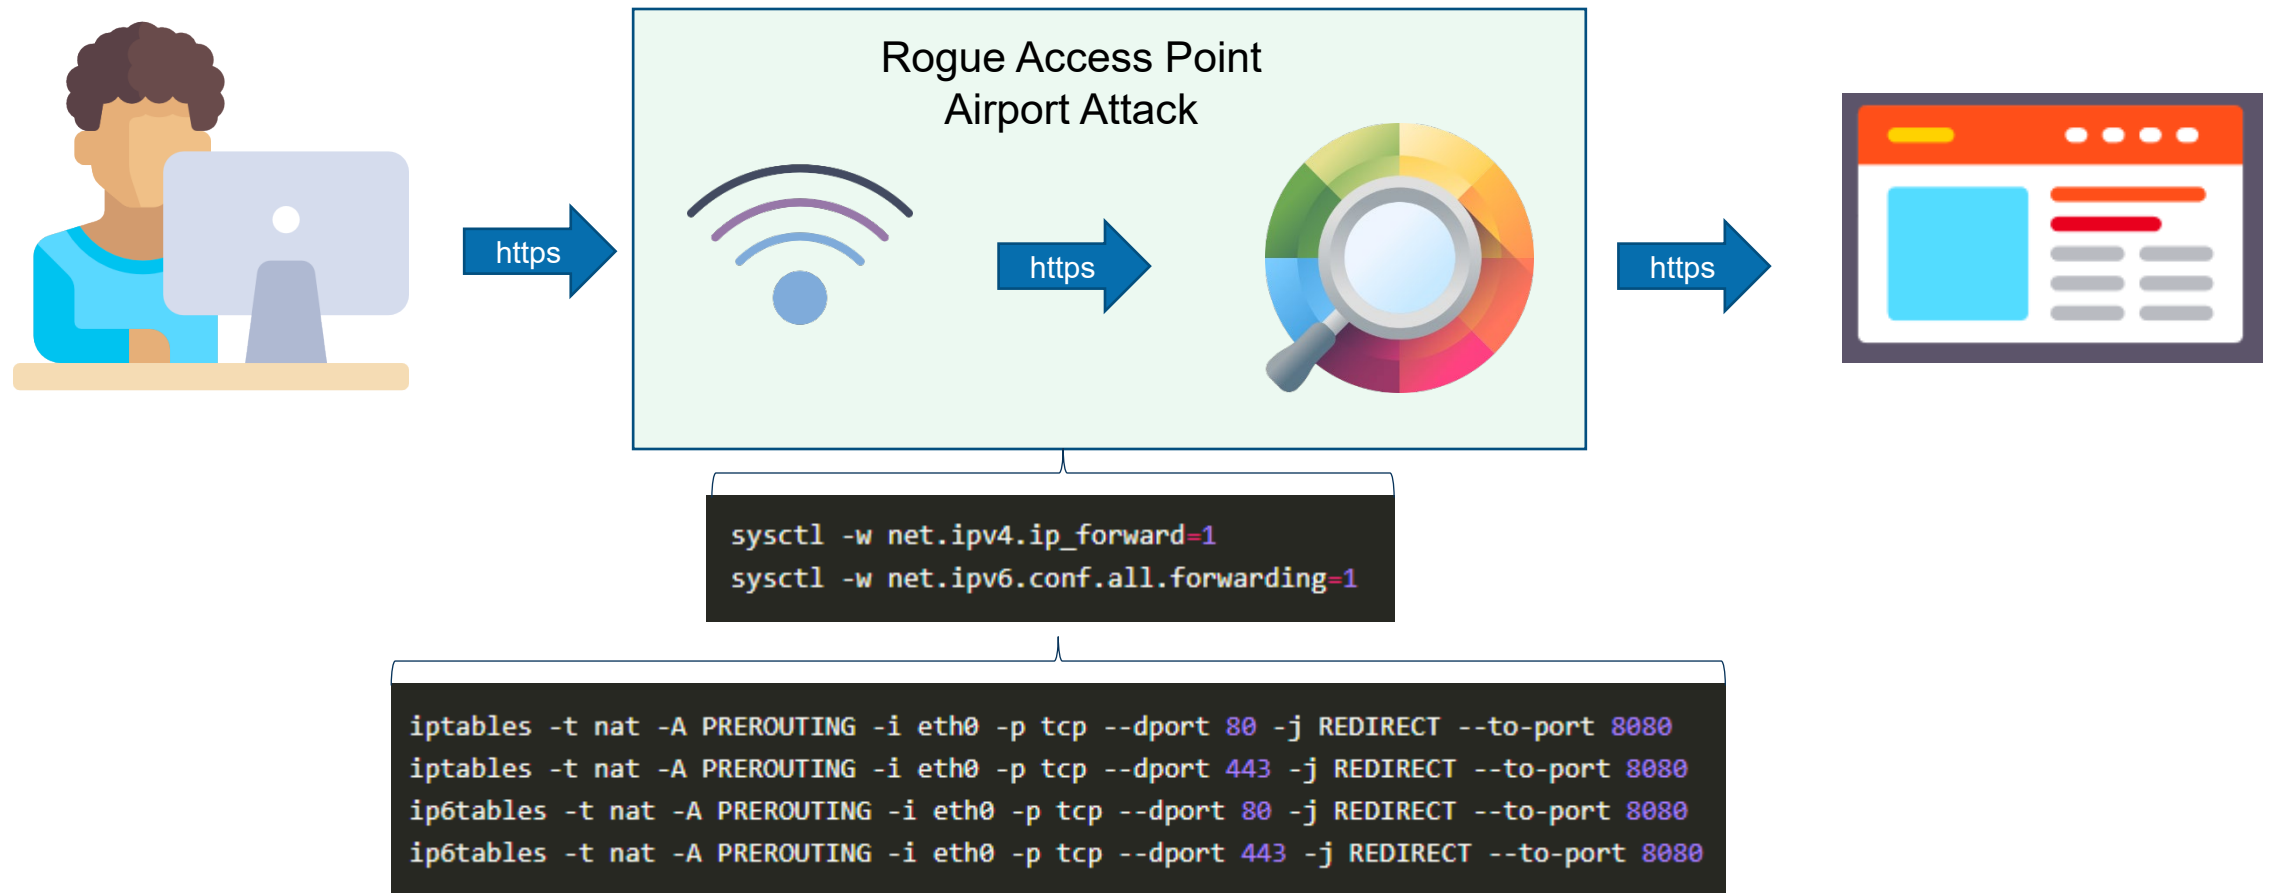 Rogue Access Point
Airport Attack
https
https
https
sysctl -w net.ipv4.ip_forward=1
sysctl -w net.ipv6.conf.all.forwarding=1
iptables -t nat -A PREROUTING -i eth0 -p tcp --dport 80 -j REDIRECT --to-port 8080
iptables -t nat -A PREROUTING -i eth0 -p tcp --dport 443 -j REDIRECT --to-port 8080
ip6tables -t nat -A PREROUTING -i eth0 -p tcp --dport 80 -j REDIRECT --to-port 8080
ip6tables -t nat -A PREROUTING -i eth0 -p tcp --dport 443 -j REDIRECT --to-port 8080